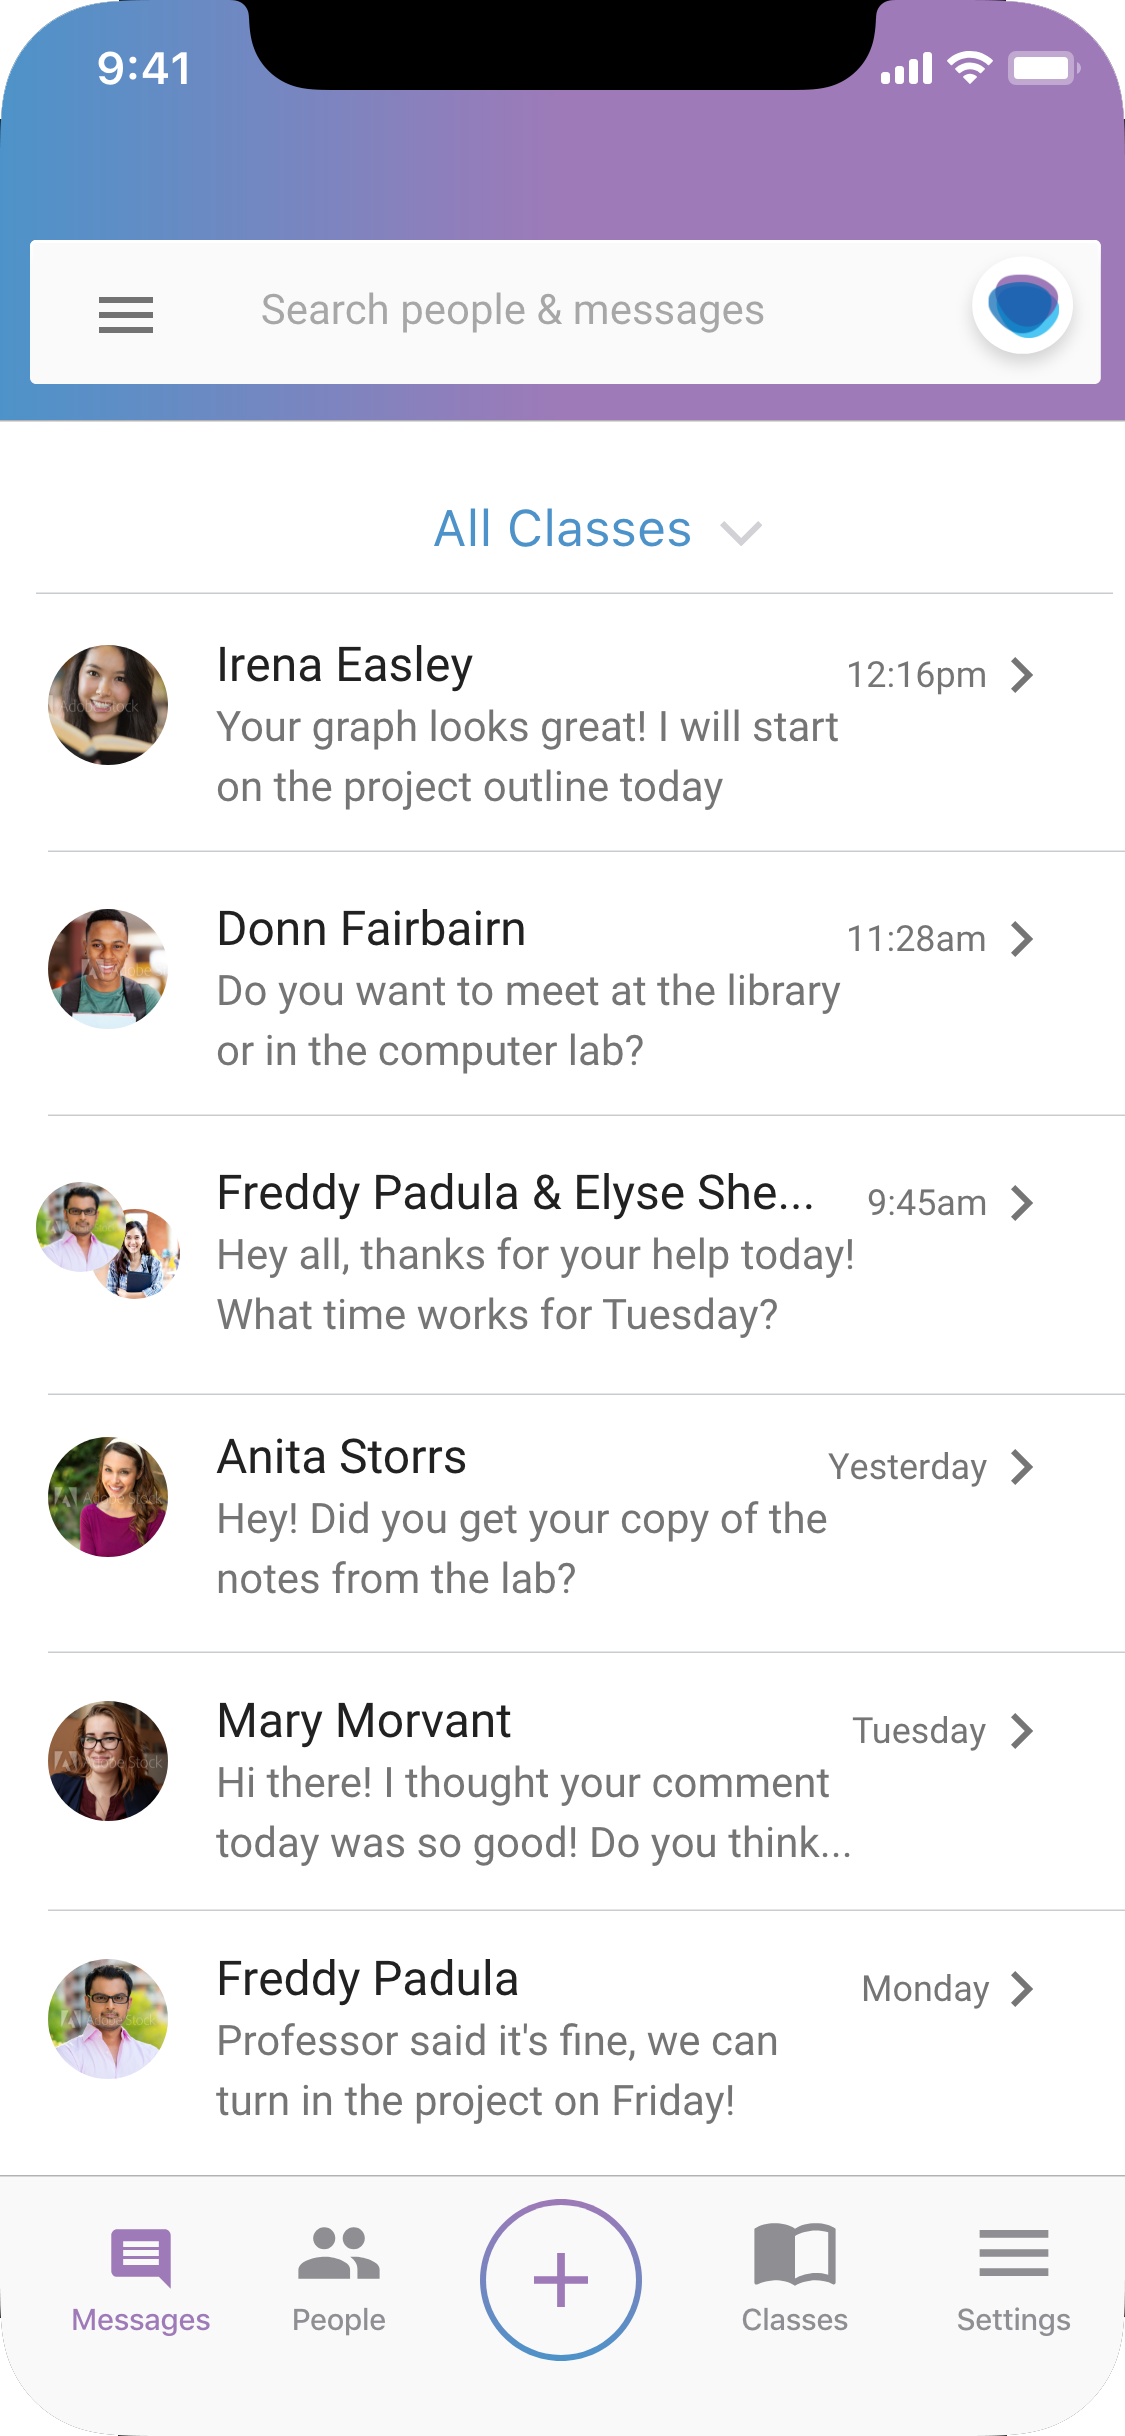 9:41
Search people & messages
All Classes
Irena Easley
12:16pm
Your graph looks great! I will start
on the project outline today
Donn Fairbairn
11:28am
Do you want to meet at the library
or in the computer lab?
Freddy Padula & Elyse She...
9:45am
Hey all, thanks for your help today!
What time works for Tuesday?
Anita Storrs
Yesterday
Hey! Did you get your copy of the
notes from the lab?
Mary Morvant
Tuesday
Hi there! I thought your comment
today was so good! Do you think...
Freddy Padula
Monday
Professor said it's fine, we can
turn in the project on Friday!
Messages
People
Classes
Settings